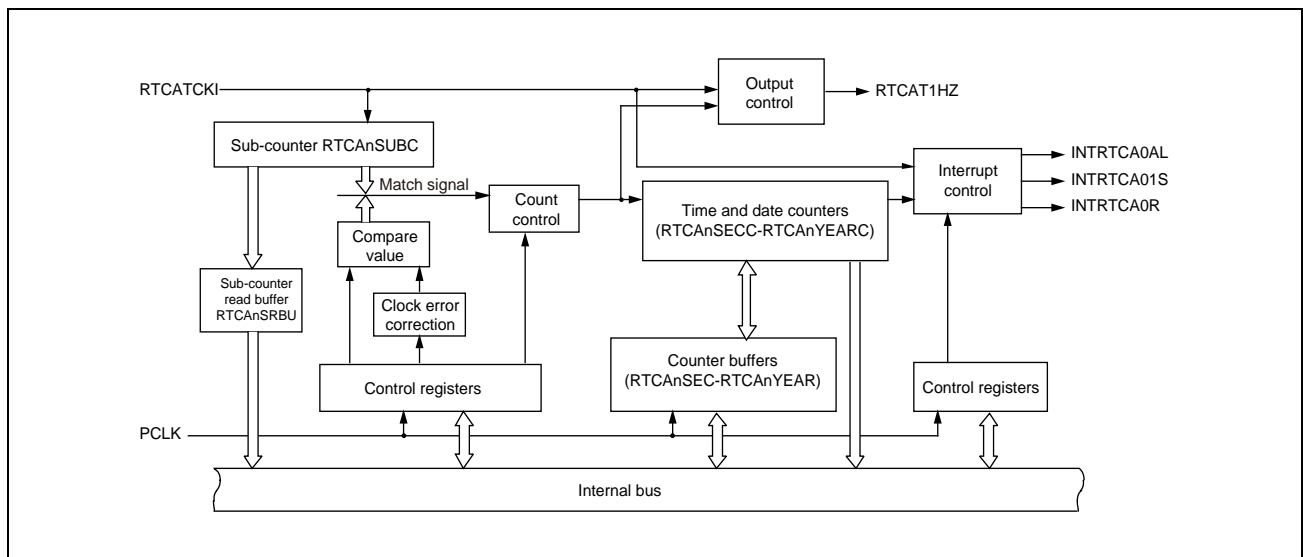 RTCATCKI
Output
control
RTCAT1HZ
Sub-counter RTCAnSUBC
Match signal
Count
control
Time and date counters
(RTCAnSECC-RTCAnYEARC)
Interrupt
control
INTRTCA0AL
INTRTCA01S
INTRTCA0R
Compare
value
Sub-counter
read buffer
RTCAnSRBU
Clock error
correction
Counter buffers
(RTCAnSEC-RTCAnYEAR)
Control registers
Control registers
PCLK
Internal bus